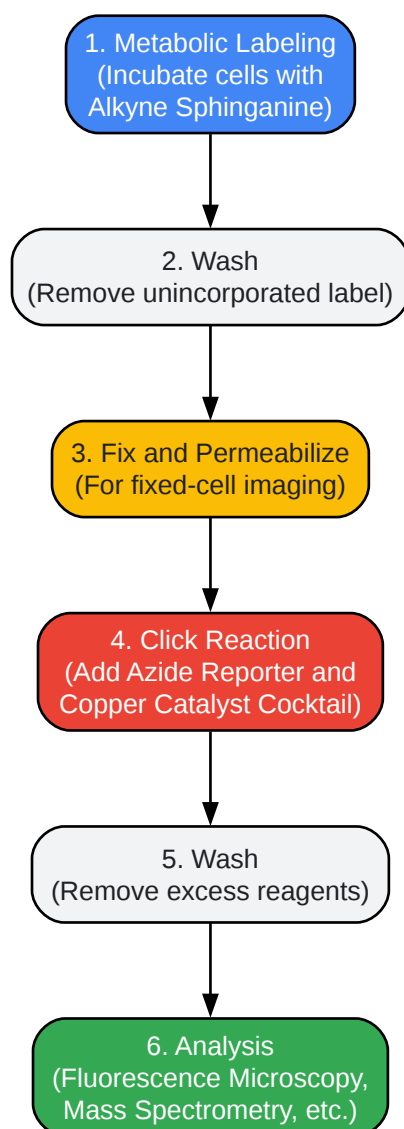 1. Metabolic Labeling
(Incubate cells with
Alkyne Sphinganine)
2. Wash
(Remove unincorporated label)
3. Fix and Permeabilize
(For fixed-cell imaging)
4. Click Reaction
(Add Azide Reporter and
Copper Catalyst Cocktail)
5. Wash
(Remove excess reagents)
6. Analysis
(Fluorescence Microscopy,
Mass Spectrometry, etc.)